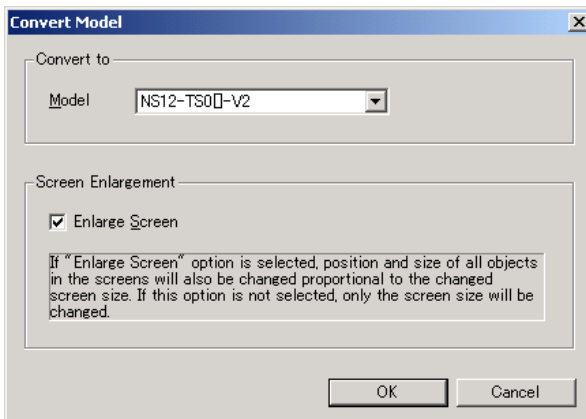 Convert Model
Convert to
Model
NS12-TS0[]-V2
Screen Enlargement
Enlarge Screen
If "Enlarge Screen" option is selected, position and size of all objects
in the screens will also be changed proportional to the changed
screen size. If this option is not selected, only the screen size will be
changed.
OK
Cancel